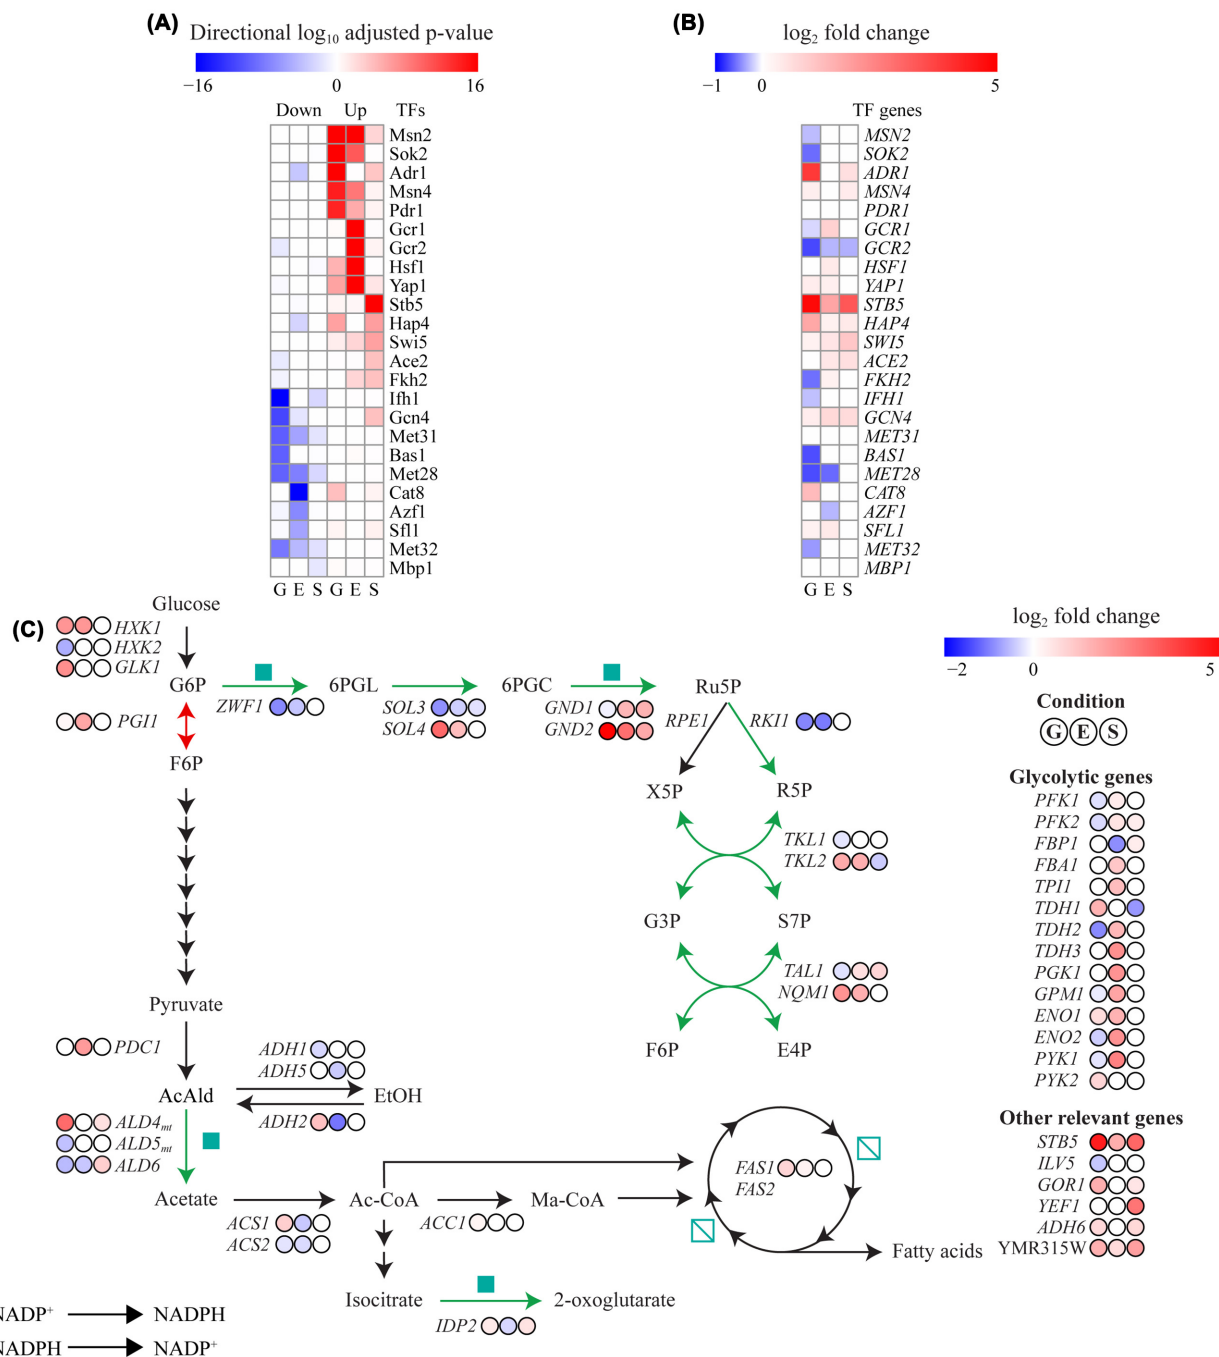 (A)
Directional log₁₀ adjusted p-value
−16 0 16
Down Up TFs
Msn2
Sok2
Adr1
Msn4
Pdr1
Gcr1
Gcr2
Hsf1
Yap1
Stb5
Hap4
Swi5
Ace2
Fkh2
Ifh1
Gcn4
Met31
Bas1
Met28
Cat8
Azf1
Sfl1
Met32
Mbp1
G E S G E S
(B)
log₂ fold change
−1 0 5
TF genes
MSN2
SOK2
ADR1
MSN4
PDR1
GCR1
GCR2
HSF1
YAP1
STB5
HAP4
SWI5
ACE2
FKH2
IFH1
GCN4
MET31
BAS1
MET28
CAT8
AZF1
SFL1
MET32
MBP1
(C)
Glucose
HXK1
HXK2
GLK1
G6P
6PGL
6PGC
Ru5P
ZWF1
SOL3
SOL4
GND1
GND2
RPE1
RKI1
PGI1
F6P
X5P
R5P
TKL1
TKL2
G3P
S7P
TAL1
NQM1
F6P
E4P
Pyruvate
PDC1
ADH1
ADH5
AcAld
EtOH
ADH2
ALD4mt
ALD5mt
ALD6
Acetate
Ac-CoA
Ma-CoA
ACS1
ACS2
ACC1
FAS1
FAS2
Fatty acids
Isocitrate
2-oxoglutarate
IDP2
NADP⁺
NADPH
NADPH
NADP⁺
log₂ fold change
−2 0 5
Condition
G E S
Glycolytic genes
PFK1
PFK2
FBP1
FBA1
TPI1
TDH1
TDH2
TDH3
PGK1
GPM1
ENO1
ENO2
PYK1
PYK2
Other relevant genes
STB5
ILV5
GOR1
YEF1
ADH6
YMR315W